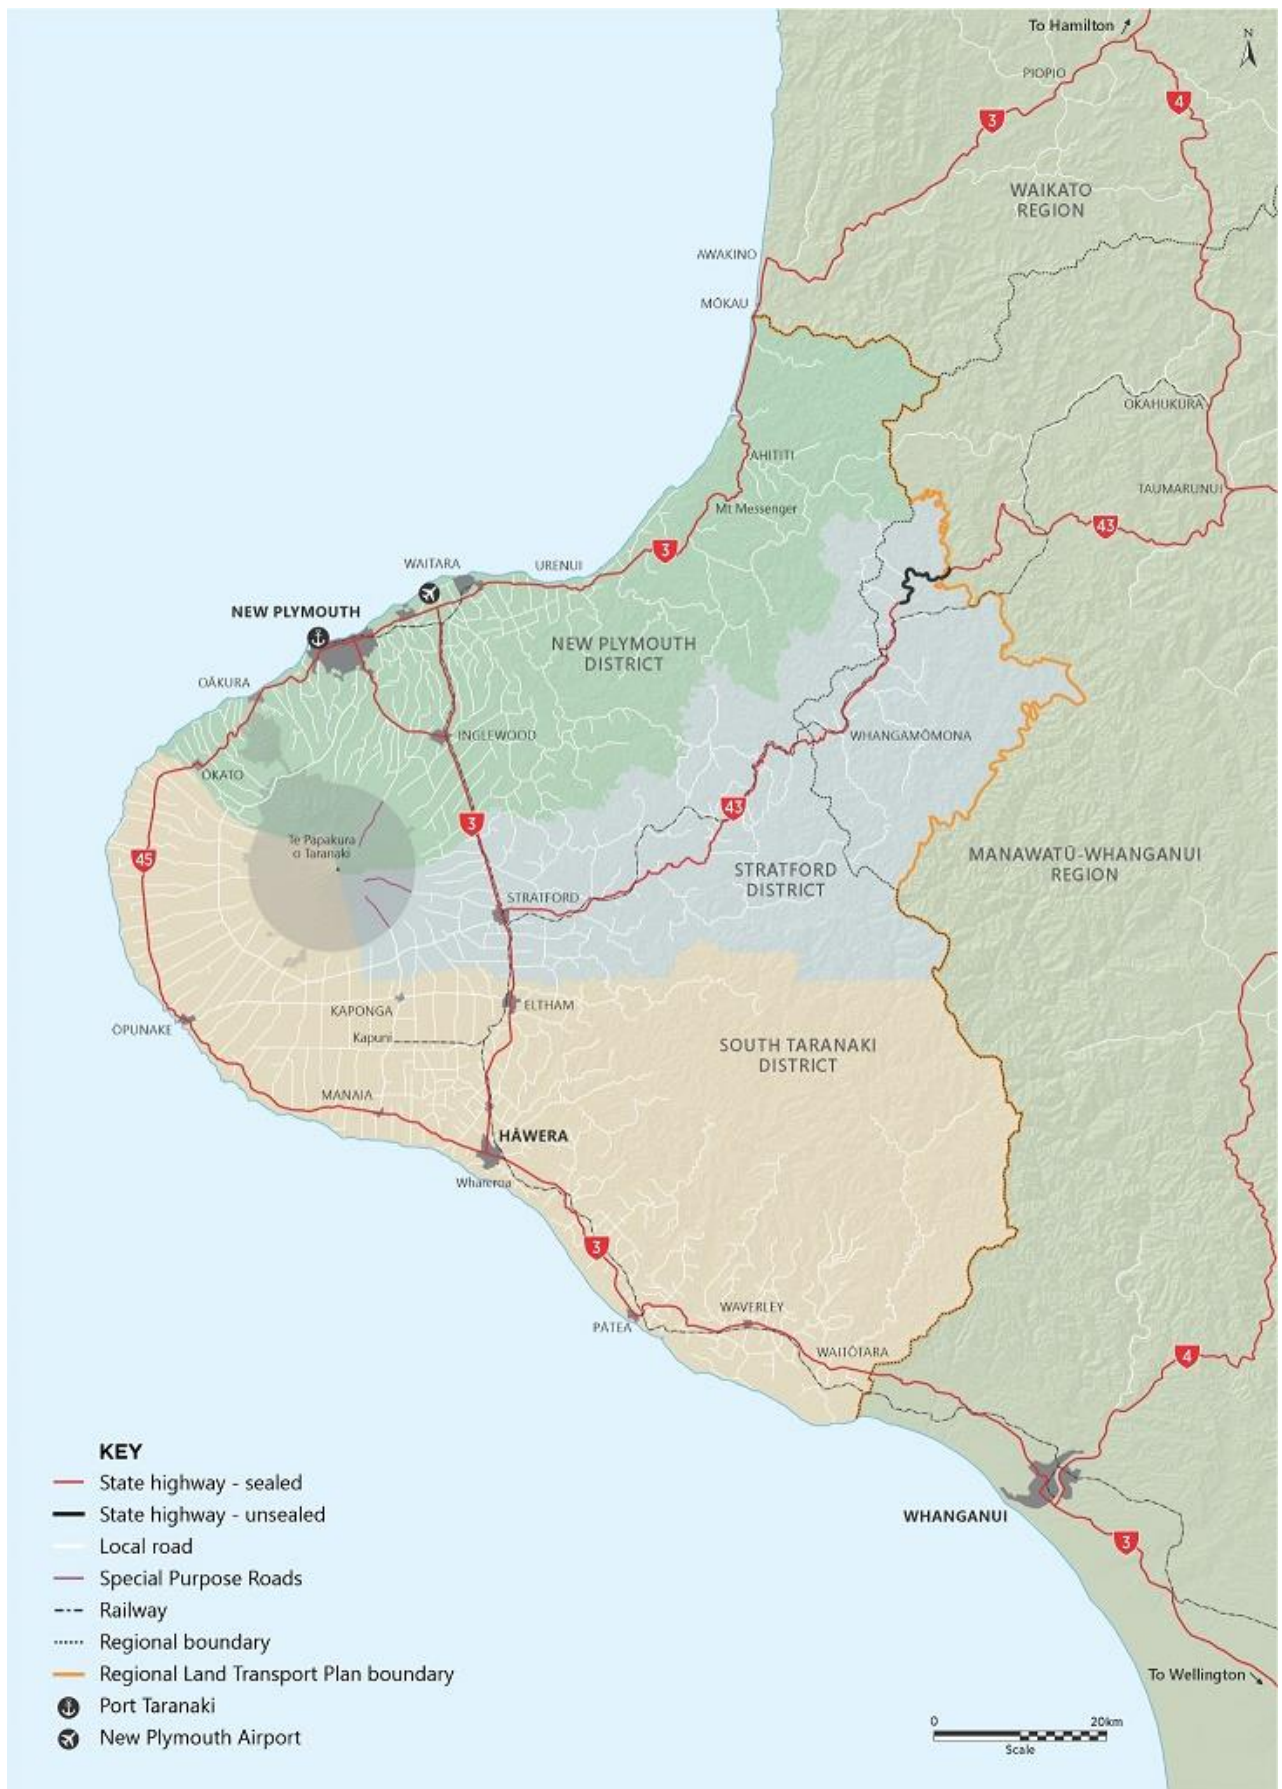 To Hamilton
N
PIOPIO
4
3
WAIKATO
REGION
AWAKINO
MŌKAU
OKAHUKURA
AHITITI
TAUMARUNUI
Mt Messenger
43
3
WAITARA
URENUI
NEW PLYMOUTH
NEW PLYMOUTH
DISTRICT
OĀKURA
INGLEWOOD
WHANGAMŌMONA
ŌKATO
43
3
Te Papakura /
o Taranaki
45
MANAWATŪ-WHANGANUI
REGION
STRATFORD
DISTRICT
STRATFORD
KAPONGA
ELTHAM
ŌPUNAKE
Kapuni
SOUTH TARANAKI
DISTRICT
MANAIA
HĀWERA
Whareroa
3
WAVERLEY
PĀTEA
WAITŌTARA
4
KEY
State highway - sealed
State highway - unsealed
WHANGANUI
Local road
3
Special Purpose Roads
Railway
Regional boundary
Regional Land Transport Plan boundary
To Wellington
Port Taranaki
0 20km
New Plymouth Airport
Scale